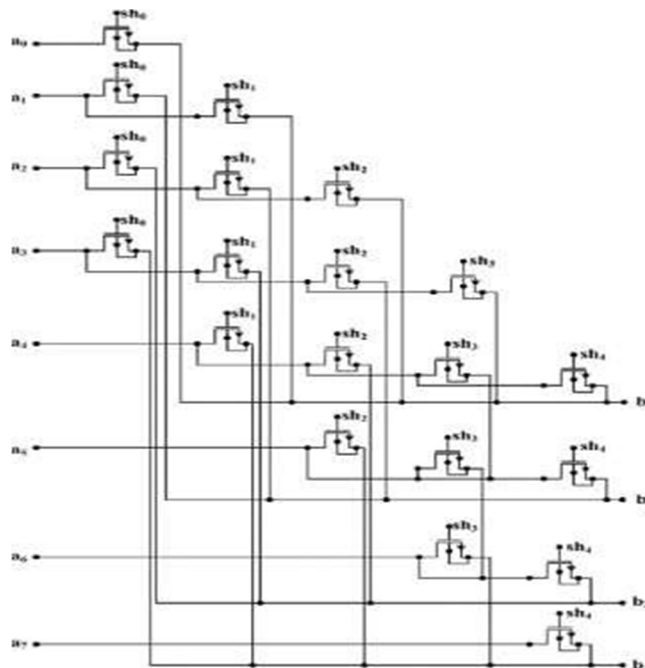 sh₀
a₀
sh₀
sh₁
a₁
sh₀
sh₁
a₂ sh₂
sh₀
sh₁
a₃ sh₂
sh₃
sh₁
sh₂
a₄ sh₃
sh₄
b
sh₂
sh₃
a₅ sh₄
b
sh₃
sh₄
a₆
b
sh₄
a₇
b